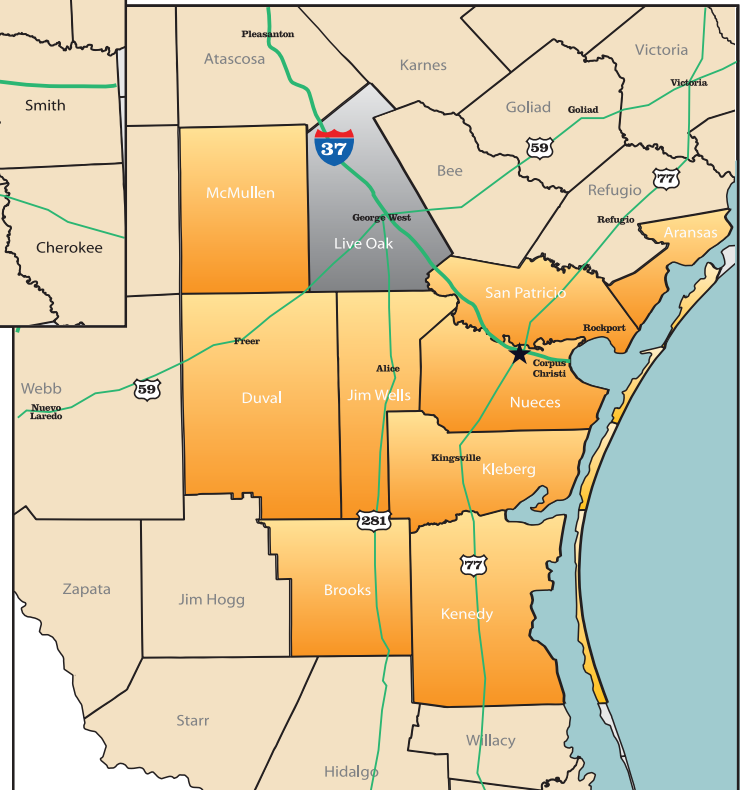 Pleasanton
Atascosa
Karnes
Victoria
Victoria
Smith
Goliad
Goliad
37
59
Bee
77
McMullen
Refugio
Refugio
George West
Aransas
Live Oak
Cherokee
San Patricio
Rockport
Freer
Corpus
Christi
Alice
Webb
59
Duval
Jim Wells
Nueces
Nuevo
Laredo
Kingsville
Kleberg
281
77
Zapata
Jim Hogg
Brooks
Kenedy
Starr
Willacy
Hidalgo